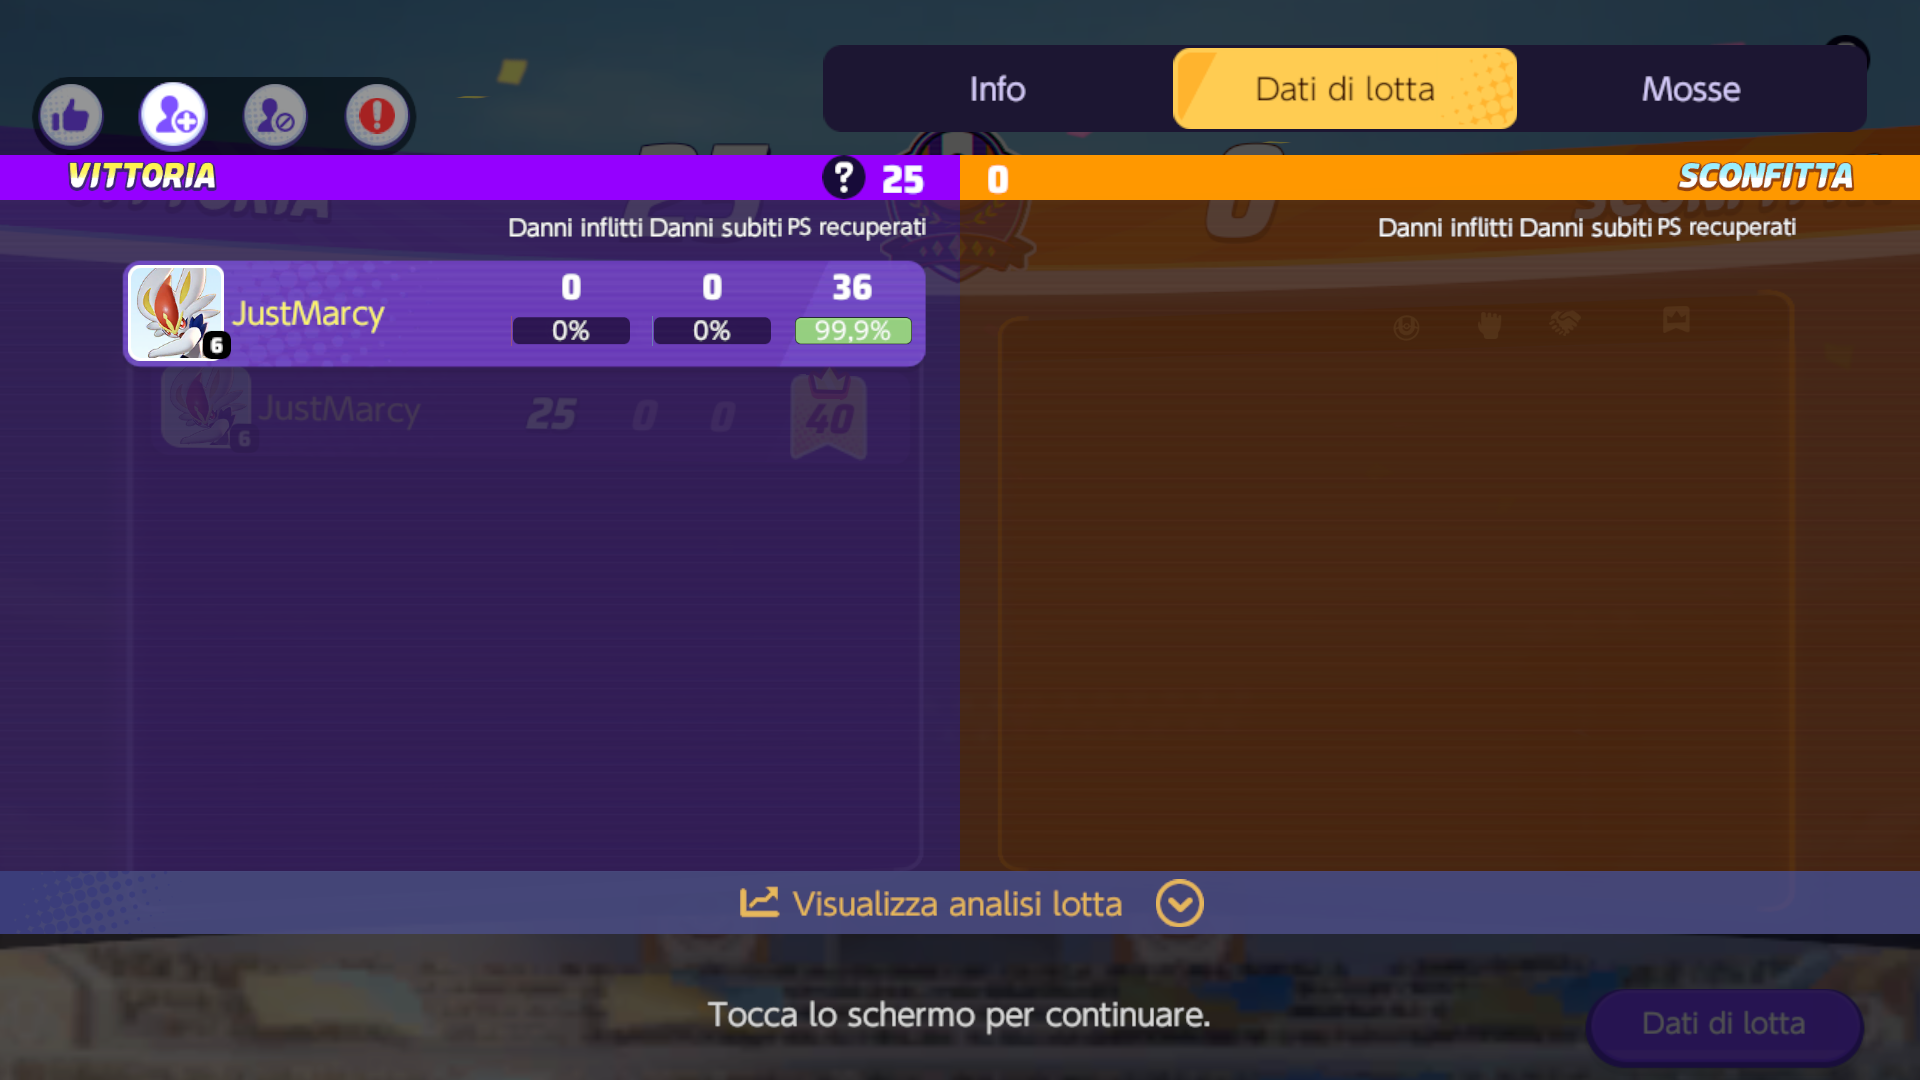 Info Dati di lotta Mosse
VITTORIA ? 25 0 SCONFITTA
Danni inflitti Danni subiti PS recuperati Danni inflitti Danni subiti PS recuperati
JustMarcy 0 0 36
6 0% 0% 99,9%
JustMarcy 25 0 0 40
6
Visualizza analisi lotta
Tocca lo schermo per continuare.
Dati di lotta